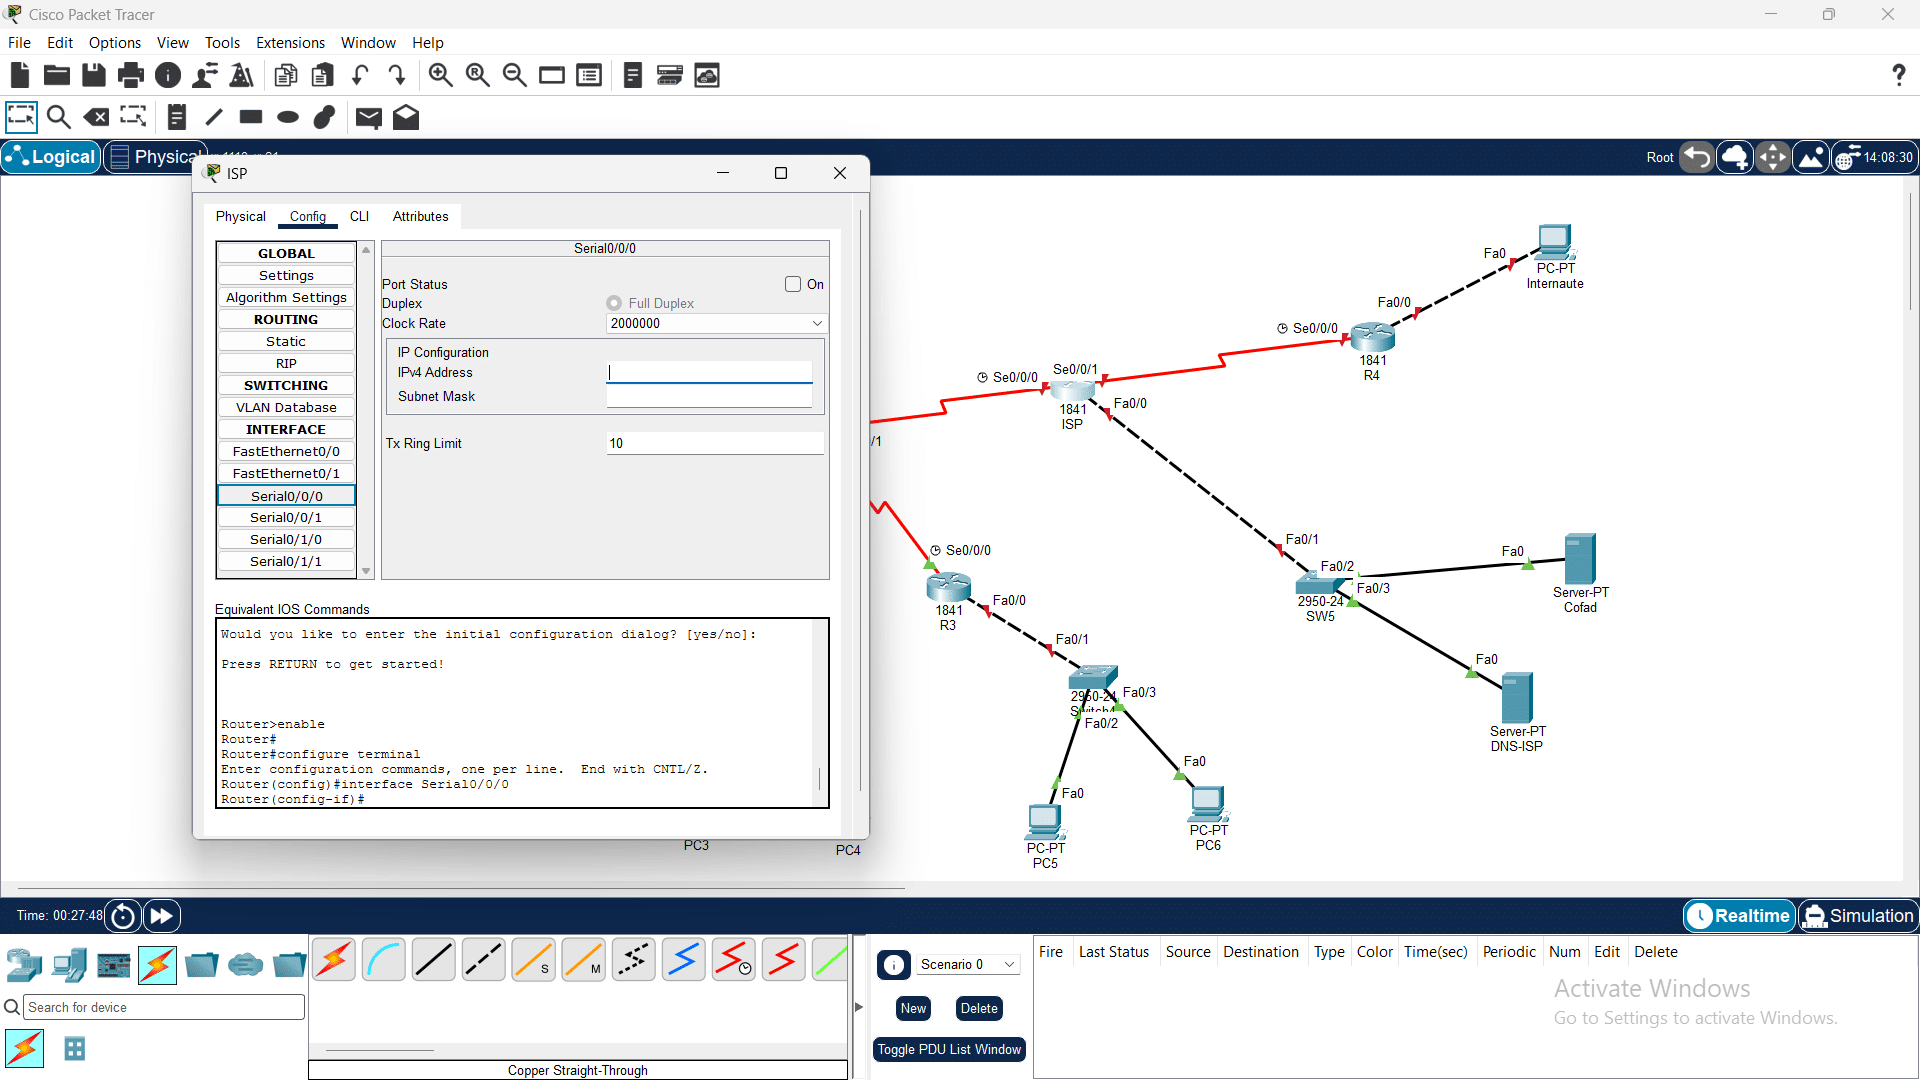 Cisco Packet Tracer
File Edit Options View Tools Extensions Window Help
Logical Physical Root 14:08:30
ISP
Physical Config CLI Attributes
GLOBAL
Settings
Algorithm Settings
ROUTING
Static
RIP
SWITCHING
VLAN Database
INTERFACE
FastEthernet0/0
FastEthernet0/1
Serial0/0/0
Serial0/0/1
Serial0/1/0
Serial0/1/1
Serial0/0/0
Port Status On
Duplex Full Duplex
Clock Rate 2000000
IP Configuration
IPv4 Address
Subnet Mask
Tx Ring Limit 10
Equivalent IOS Commands
Would you like to enter the initial configuration dialog? [yes/no]:
Press RETURN to get started!
Router>enable
Router#
Router#configure terminal
Enter configuration commands, one per line. End with CNTL/Z.
Router(config)#interface Serial0/0/0
Router(config-if)#
Fa0
PC-PT
Internaute
Fa0/0
Se0/0/0
1841
R4
Se0/0/0
Se0/0/1
Fa0/0
1841
ISP
/1
Se0/0/0
Fa0/0
1841
R3
Fa0/1
Fa0/2
Fa0/3
2950-24
SW5
Fa0
Server-PT
Cofad
Fa0
Server-PT
DNS-ISP
Fa0/1
Fa0/3
2950-24
Switch4
Fa0/2
Fa0
Fa0
PC-PT
PC5
PC-PT
PC6
PC3
PC4
Time: 00:27:48
Realtime Simulation
Search for device
Copper Straight-Through
Scenario 0
New Delete
Toggle PDU List Window
Fire Last Status Source Destination Type Color Time(sec) Periodic Num Edit Delete
Activate Windows
Go to Settings to activate Windows.
S
M